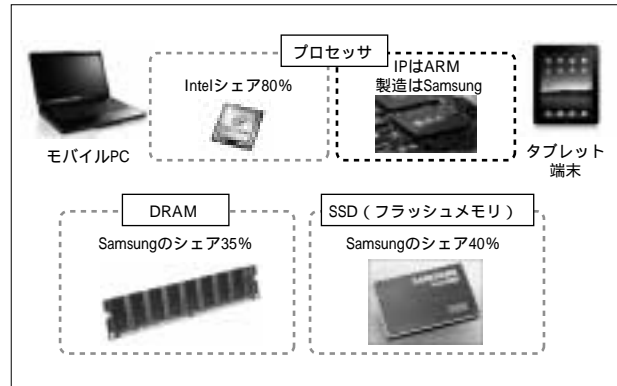 プロセッサ
Intelシェア80%
IPはARM
製造はSamsung
モバイルPC
タブレット
端末
DRAM
SSD(フラッシュメモリ)
Samsungのシェア35%
Samsungのシェア40%
SAMSUNG